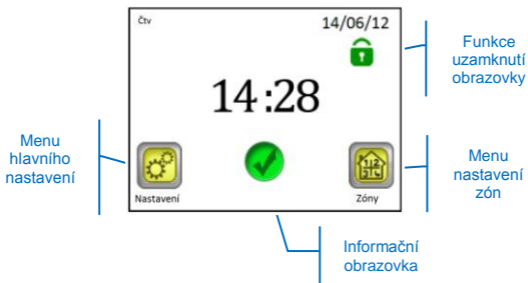 Čtv
14/06/12
14:28
Nastavení
Zóny
Funkce
uzamknutí
obrazovky
Menu
hlavního
nastavení
Menu
nastavení
zón
Informační
obrazovka